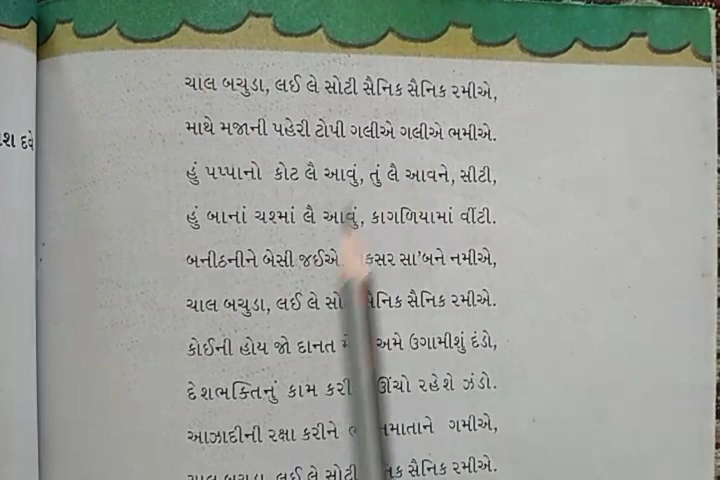 શ દવે
ચાલ બચુડા, લઈ લે સોટી સૈનિક સૈનિક રમીએ,
માથે મજાની પહેરી ટોપી ગલીએ ગલીએ ભમીએ.
હું પપ્પાનો કોટ લૈ આવું, તું લૈ આવને, સીટી,
હું બાનાં ચશ્માં લૈ આવું, કાગળિયામાં વીંટી.
બનીઠનીને બેસી જઈએ સા'બને નમીએ,
ચાલ બચુડા, લઈ લે સૈનિક રમીએ.
કોઈની હોય જો દાનત અમે ઉગામીશું દંડો,
દેશભક્તિનું કામ કરી ઊંચો રહેશે ઝંડો.
આઝાદીની રક્ષા કરીને ગમીએ,
ચાલ બચુડા, લઈ લે સોટી સૈનિક રમીએ.